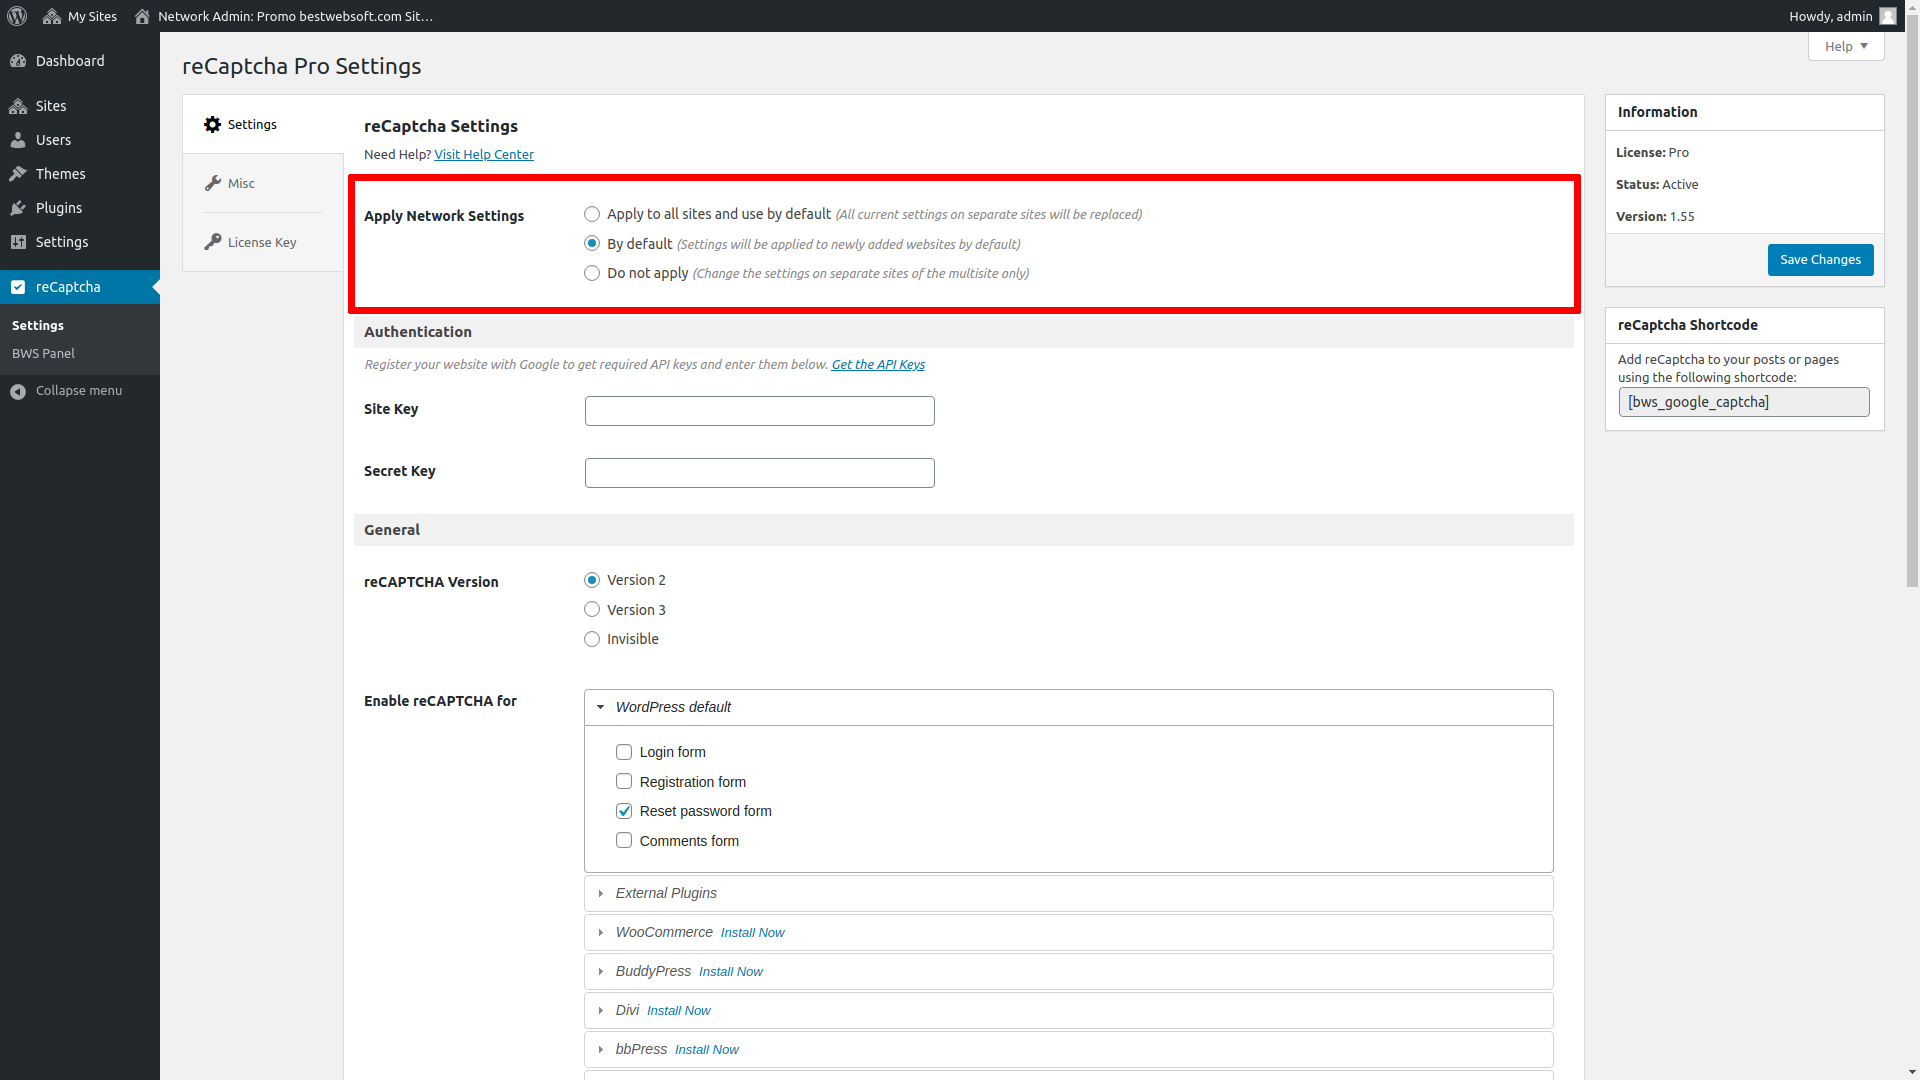 My Sites
Network Admin: Promo bestwebsoft.com Sit…
Howdy, admin
Help
Dashboard
Sites
Users
Themes
Plugins
Settings
reCaptcha
Settings
BWS Panel
Collapse menu
reCaptcha Pro Settings
Settings
Misc
License Key
reCaptcha Settings
Need Help? Visit Help Center
Apply Network Settings
Apply to all sites and use by default (All current settings on separate sites will be replaced)
By default (Settings will be applied to newly added websites by default)
Do not apply (Change the settings on separate sites of the multisite only)
Authentication
Register your website with Google to get required API keys and enter them below. Get the API Keys
Site Key
Secret Key
General
reCAPTCHA Version
Version 2
Version 3
Invisible
Enable reCAPTCHA for
WordPress default
Login form
Registration form
Reset password form
Comments form
External Plugins
WooCommerce Install Now
BuddyPress Install Now
Divi Install Now
bbPress Install Now
Information
License: Pro
Status: Active
Version: 1.55
Save Changes
reCaptcha Shortcode
Add reCaptcha to your posts or pages
using the following shortcode:
[bws_google_captcha]